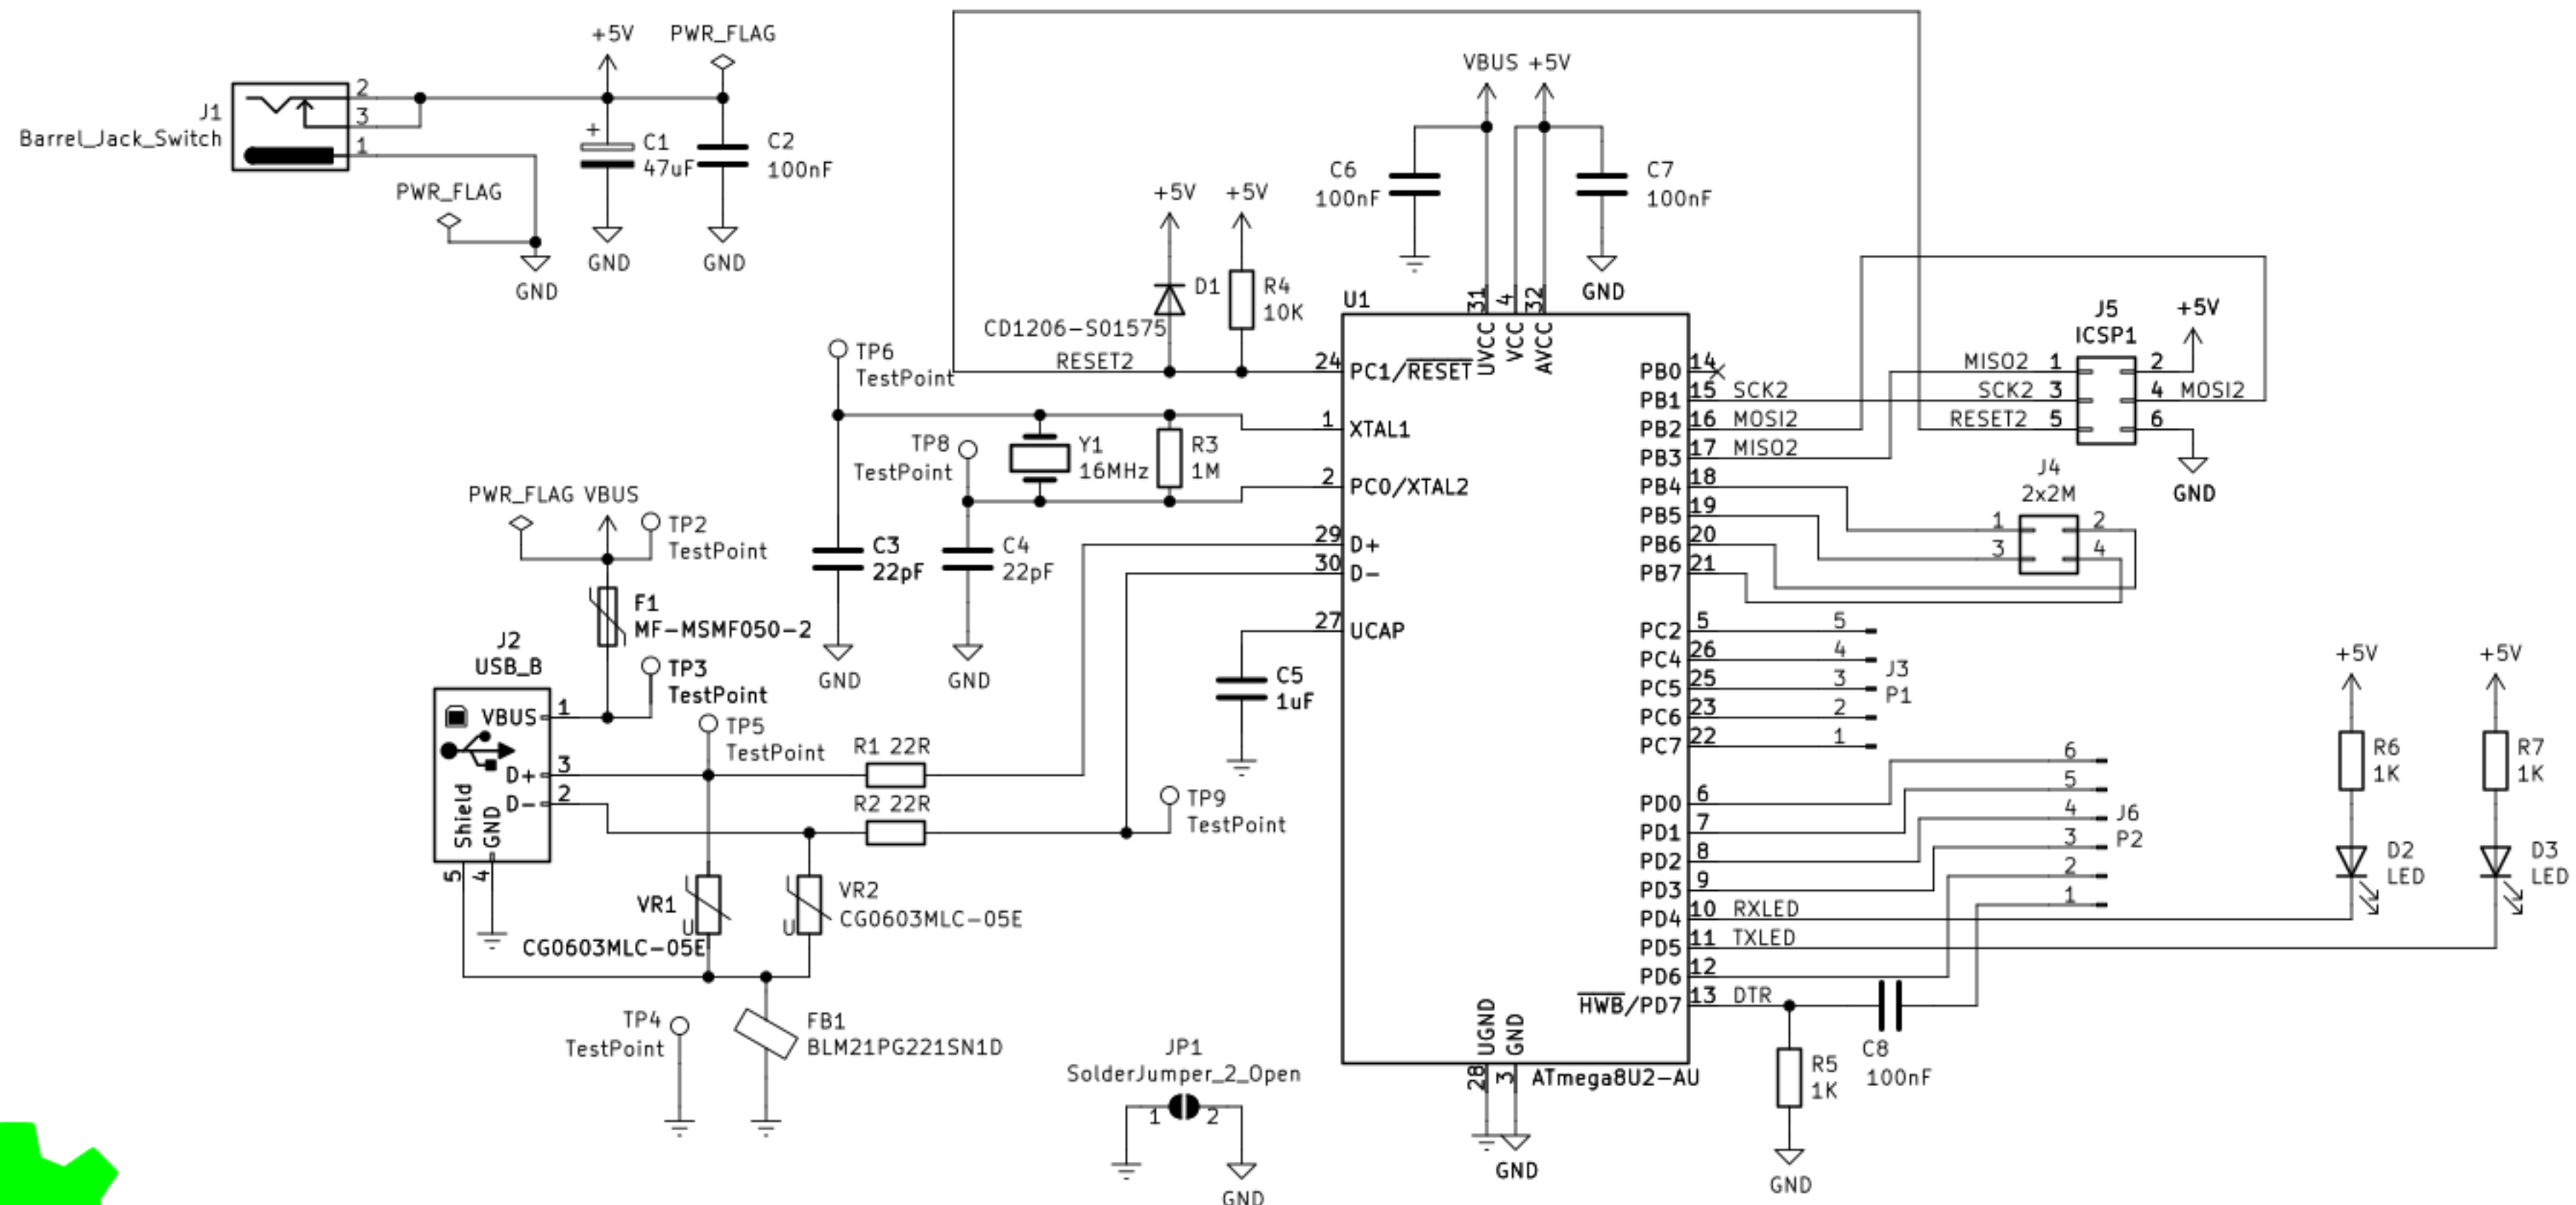 +5V
PWR_FLAG
J1
Barrel_Jack_Switch
2
3
1
+
C1
47uF
C2
100nF
PWR_FLAG
GND
GND
GND
VBUS +5V
C6
100nF
C7
100nF
GND
+5V
+5V
D1
CD1206-S01575
R4
10K
RESET2
TP6
TestPoint
TP8
TestPoint
Y1
16MHz
R3
1M
C3
22pF
C4
22pF
GND
GND
C5
1uF
PWR_FLAG VBUS
TP2
TestPoint
F1
MF-MSMF050-2
TP3
TestPoint
J2
USB_B
VBUS
1
D+
3
D-
2
Shield
GND
5
4
TP5
TestPoint
R1 22R
R2 22R
TP9
TestPoint
VR1
U
CG0603MLC-05E
VR2
U
CG0603MLC-05E
TP4
TestPoint
FB1
BLM21PG221SN1D
JP1
SolderJumper_2_Open
1
2
GND
U1
31
4
32
UVCC
VCC
AVCC
24
PC1/RESET
1
XTAL1
2
PC0/XTAL2
29
D+
30
D-
27
UCAP
UGND
GND
28
3
ATmega8U2-AU
GND
PB0
14
PB1
15
SCK2
PB2
16
MOSI2
PB3
17
MISO2
PB4
18
PB5
19
PB6
20
PB7
21
PC2
5
PC4
26
PC5
25
PC6
23
PC7
22
PD0
6
PD1
7
PD2
8
PD3
9
PD4
10
RXLED
PD5
11
TXLED
PD6
12
HWB/PD7
13
DTR
J5
ICSP1
+5V
MISO2
1
2
SCK2
3
4
MOSI2
RESET2
5
6
GND
J4
2x2M
1
2
3
4
5
4
3
2
1
J3
P1
6
5
4
3
2
1
J6
P2
C8
100nF
R5
1K
GND
+5V
+5V
R6
1K
R7
1K
D2
LED
D3
LED